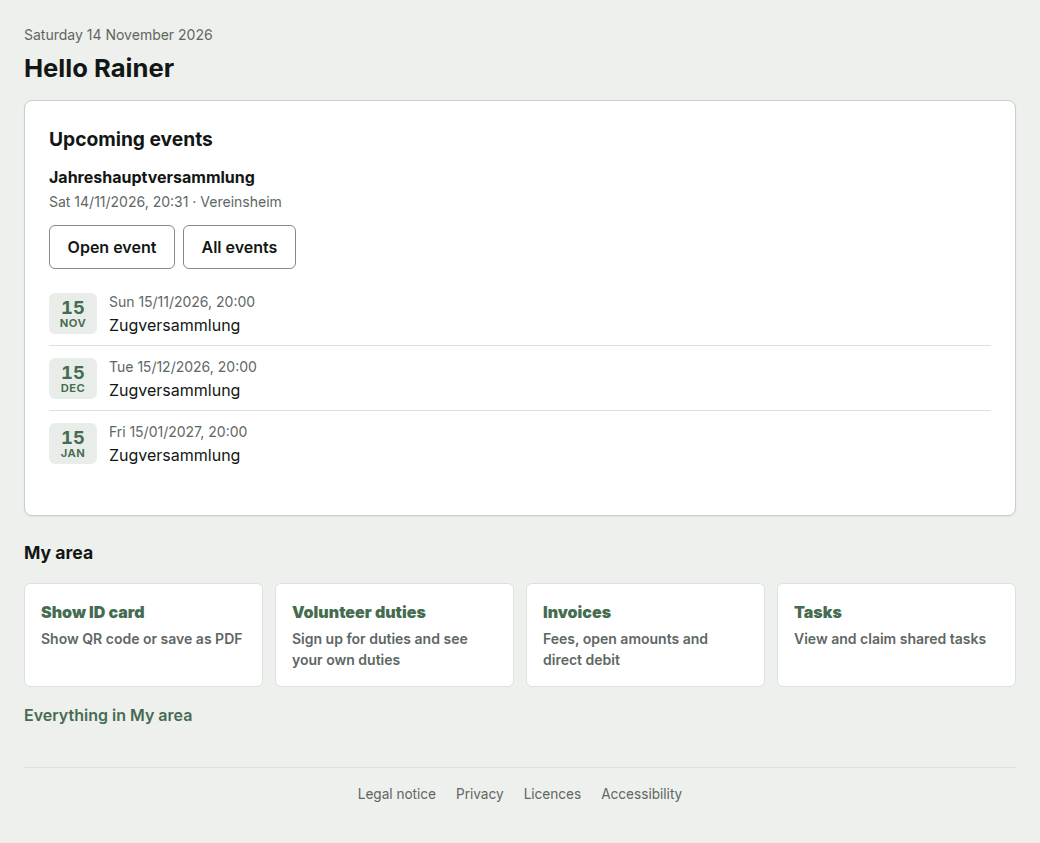 Saturday 14 November 2026
Hello Rainer
Upcoming events
Jahreshauptversammlung
Sat 14/11/2026, 20:31 · Vereinsheim
Open event
All events
15
NOV
Sun 15/11/2026, 20:00
Zugversammlung
15
DEC
Tue 15/12/2026, 20:00
Zugversammlung
15
JAN
Fri 15/01/2027, 20:00
Zugversammlung
My area
Show ID card
Show QR code or save as PDF
Volunteer duties
Sign up for duties and see
your own duties
Invoices
Fees, open amounts and
direct debit
Tasks
View and claim shared tasks
Everything in My area
Legal notice
Privacy
Licences
Accessibility